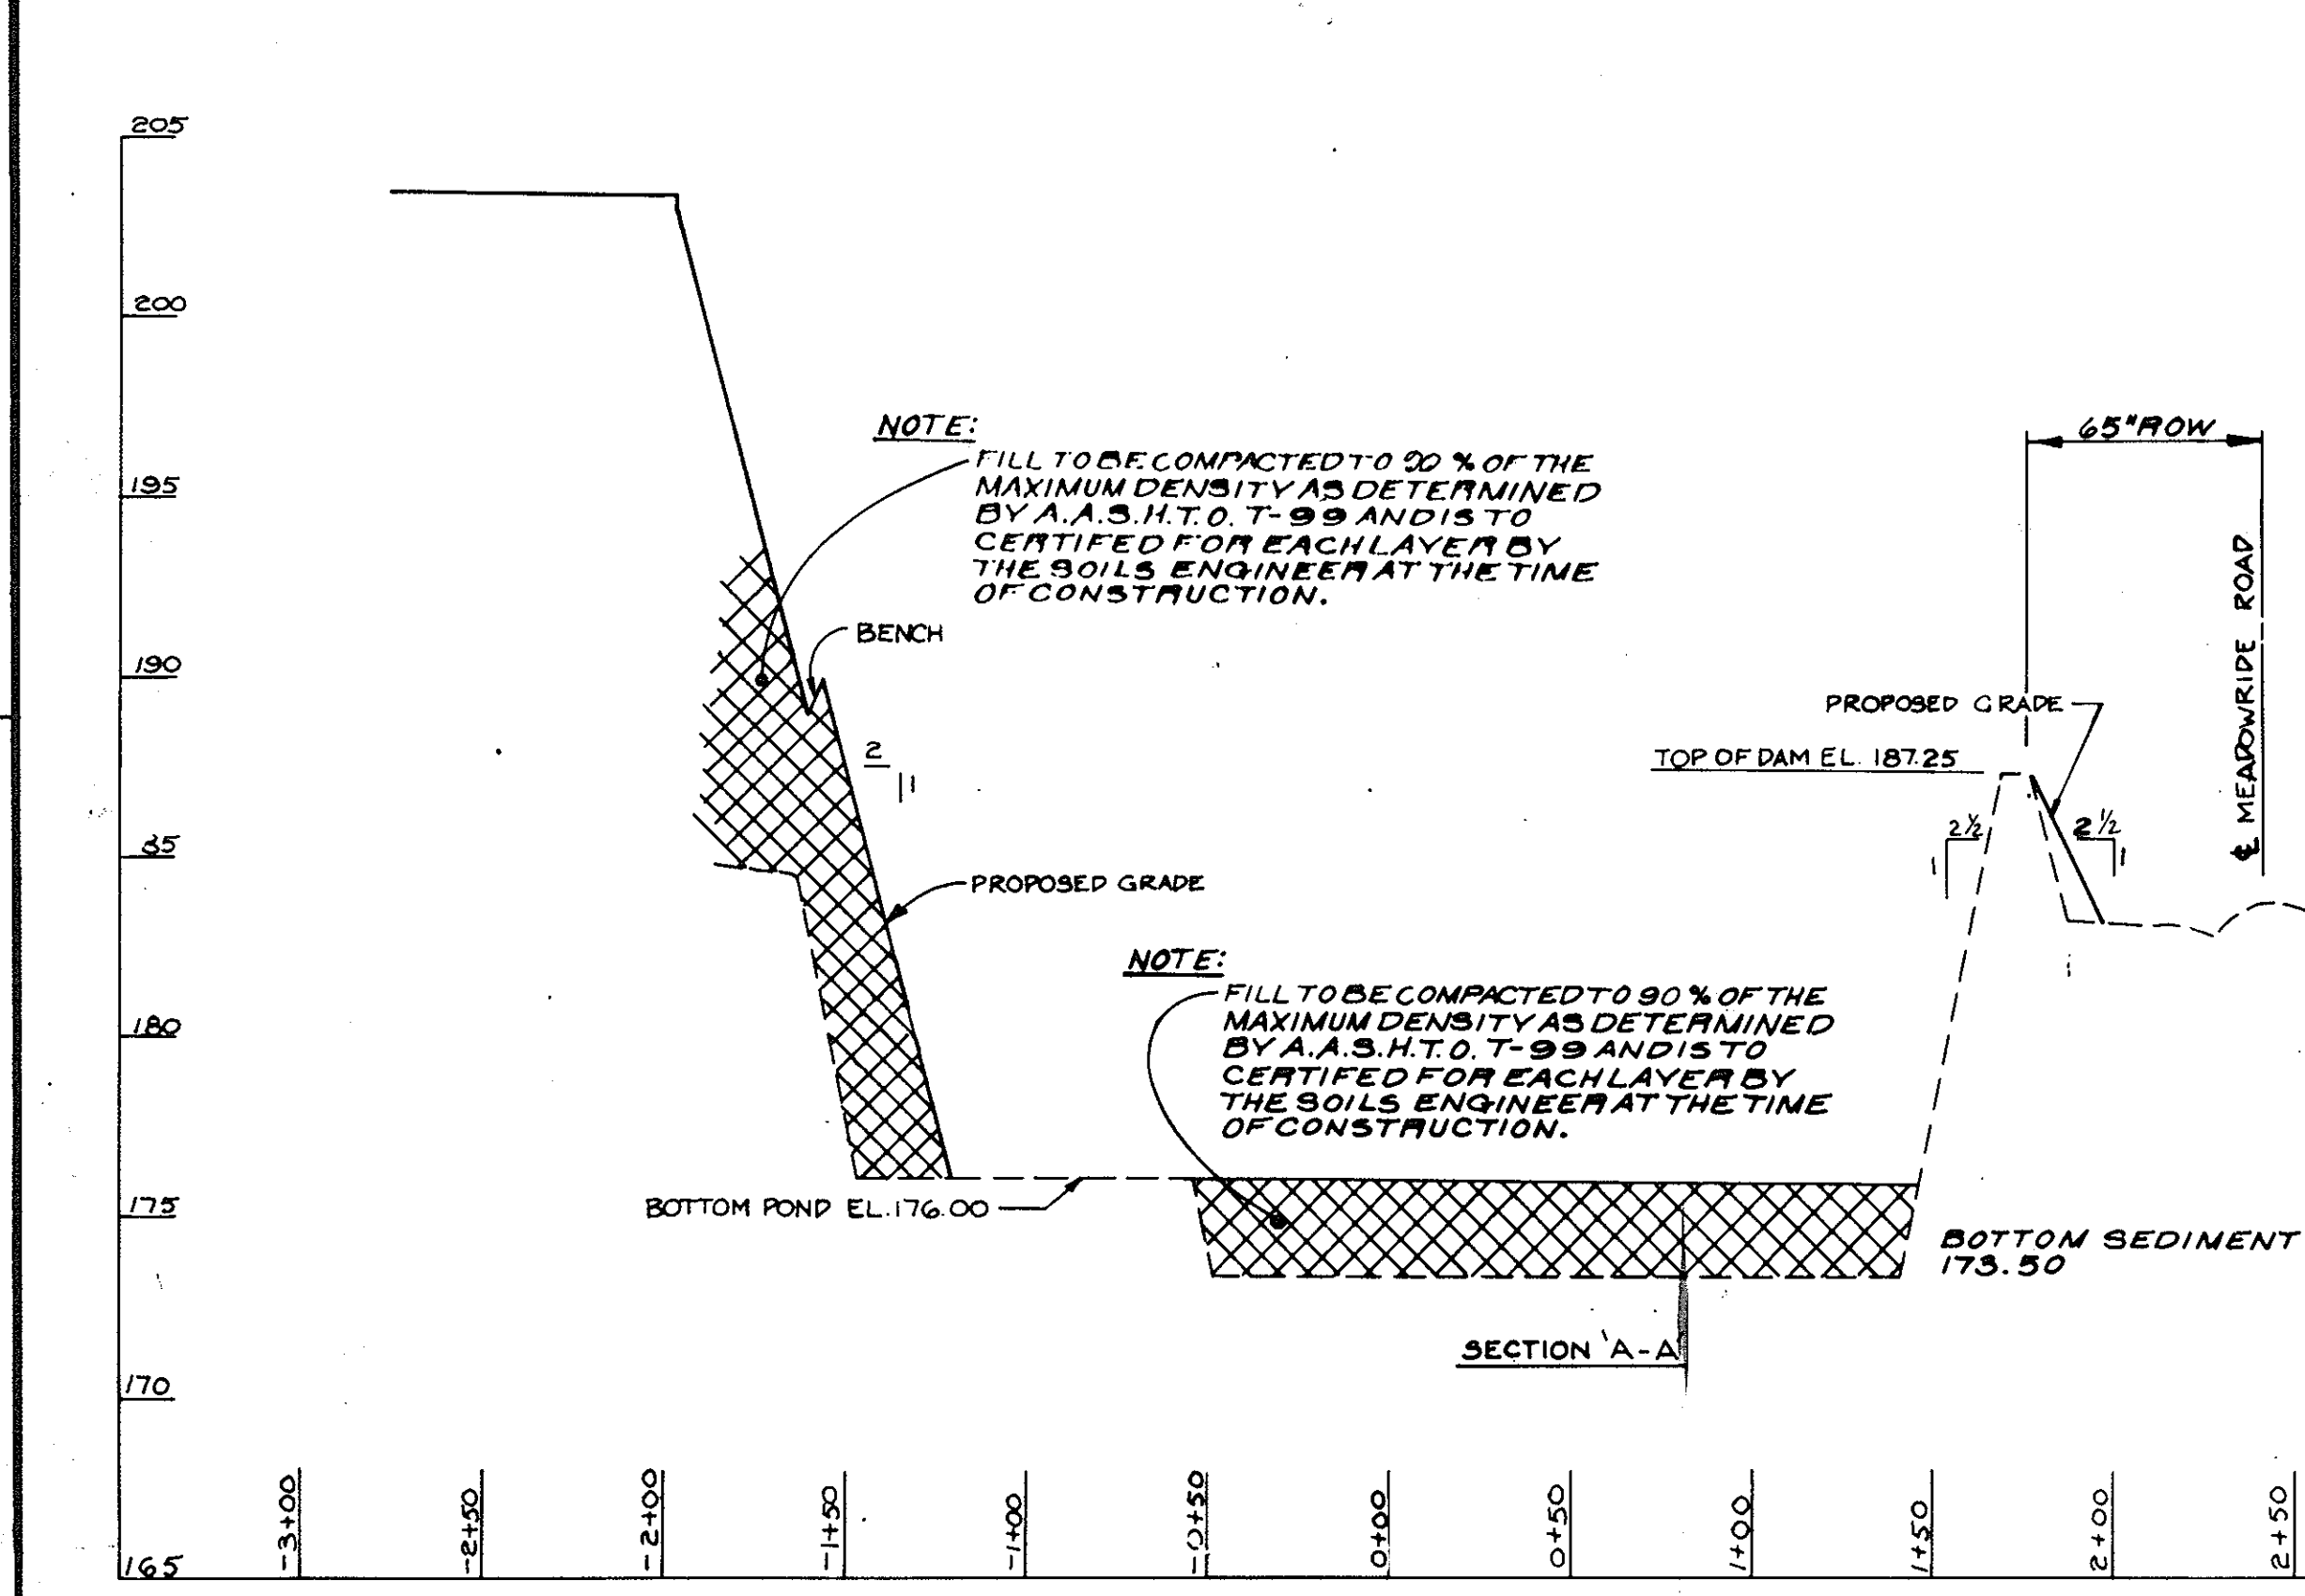 205
200
195
190
85
180
175
170
165
NOTE:
FILL TO BE COMPACTED TO 90 % OF THE
MAXIMUM DENSITY AS DETERMINED
BY A.A.S.H.T.O. T-99 AND IS TO
CERTIFED FOR EACH LAYER BY
THE SOILS ENGINEER AT THE TIME
OF CONSTRUCTION.
BENCH
2
1
PROPOSED GRADE
65" ROW
℄ MEADOWRIDE ROAD
PROPOSED GRADE
TOP OF DAM EL. 187.25
2½
1
2½
1
NOTE:
FILL TO BE COMPACTED TO 90 % OF THE
MAXIMUM DENSITY AS DETERMINED
BY A.A.S.H.T.O. T-99 AND IS TO
CERTIFED FOR EACH LAYER BY
THE SOILS ENGINEER AT THE TIME
OF CONSTRUCTION.
BOTTOM POND EL. 176.00
BOTTOM SEDIMENT
173.50
SECTION 'A-A
-3+00
-2+50
-2+00
-1+50
-1+00
-0+50
0+00
0+50
1+00
1+50
2+00
2+50